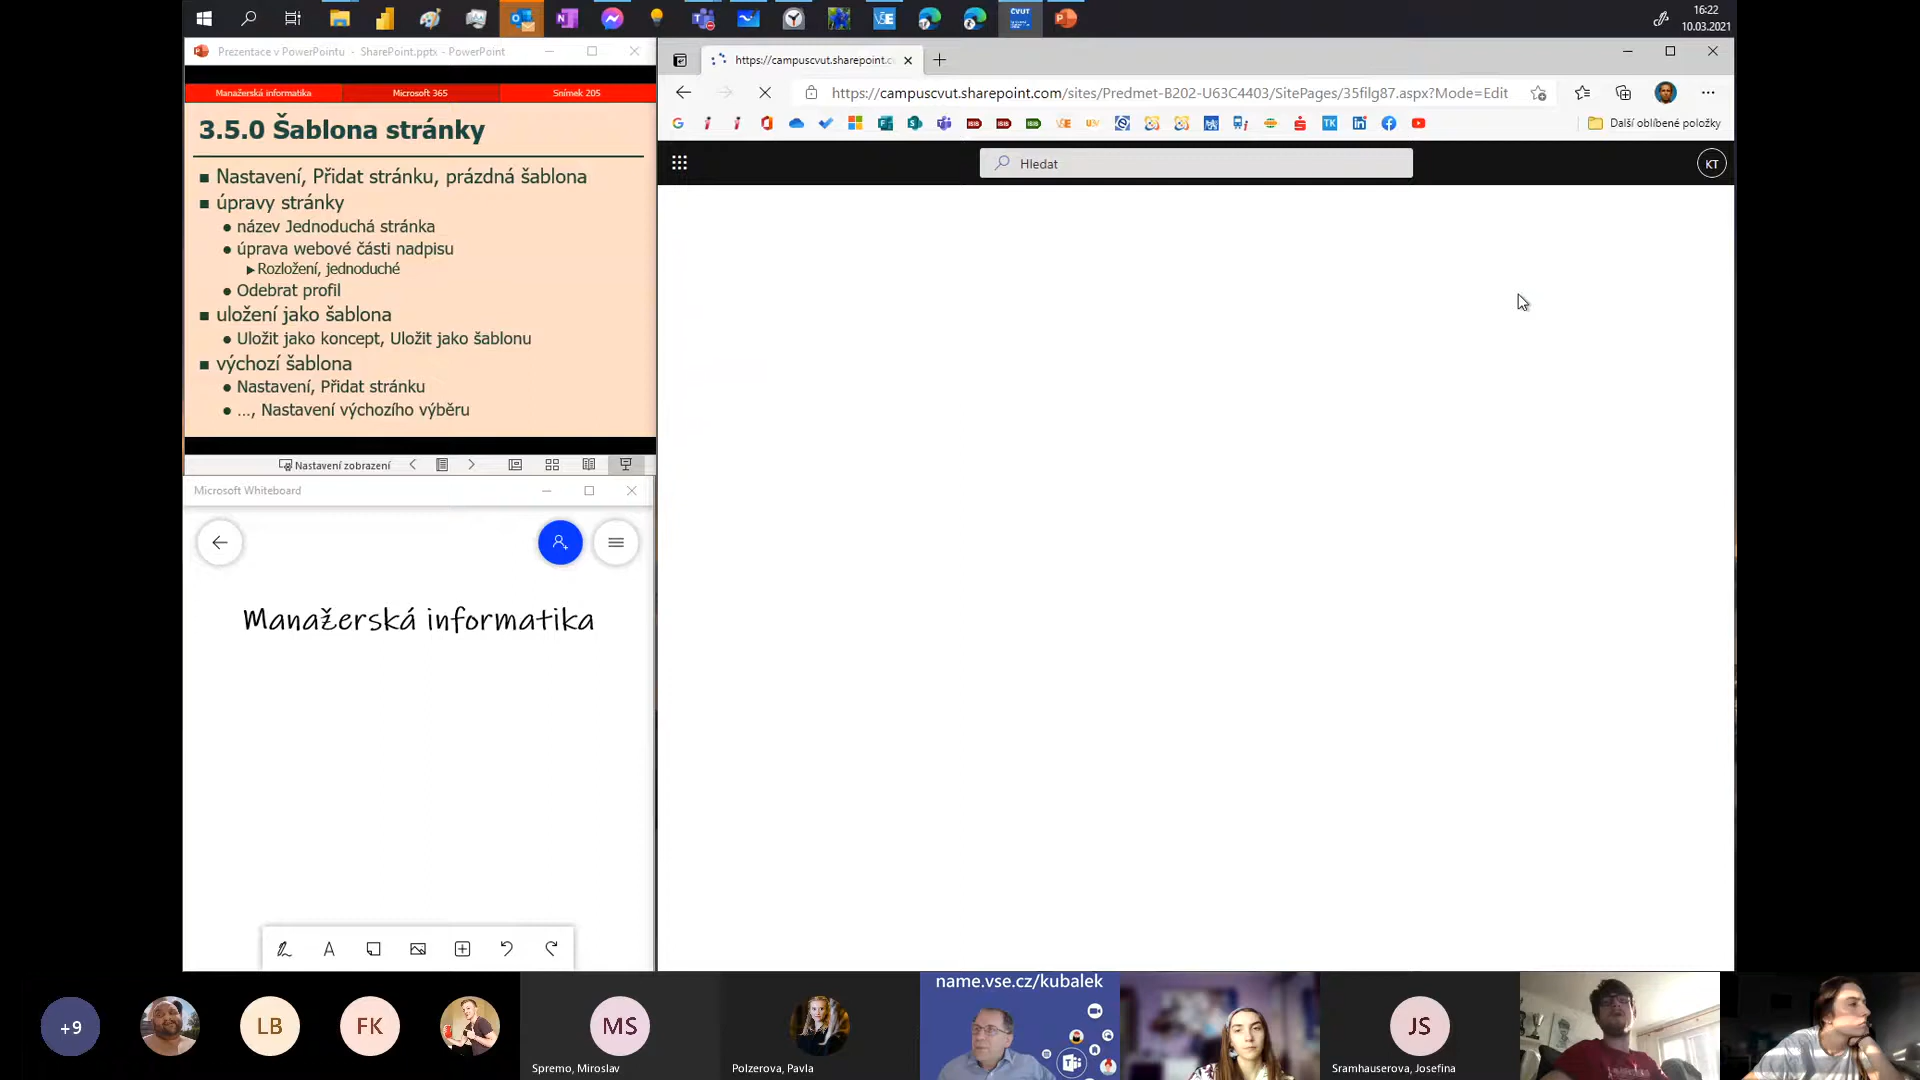 16:22
10.03.2021
Prezentace v PowerPointu - SharePoint.pptx - PowerPoint
https://campuscvut.sharepoint.c
Manažerská informatika
Microsoft 365
Snímek 205
https://campuscvut.sharepoint.com/sites/Predmet-B202-U63C4403/SitePages/35filg87.aspx?Mode=Edit
Další oblíbené položky
3.5.0 Šablona stránky
Hledat
KT
Nastavení, Přidat stránku, prázdná šablona
úpravy stránky
název Jednoduchá stránka
úprava webové části nadpisu
Rozložení, jednoduché
Odebrat profil
uložení jako šablona
Uložit jako koncept, Uložit jako šablonu
výchozí šablona
Nastavení, Přidat stránku
..., Nastavení výchozího výběru
Nastavení zobrazení
Microsoft Whiteboard
Manažerská informatika
name.vse.cz/kubalek
+9
LB
FK
MS
JS
Spremo, Miroslav
Polzerova, Pavla
Sramhauserova, Josefina